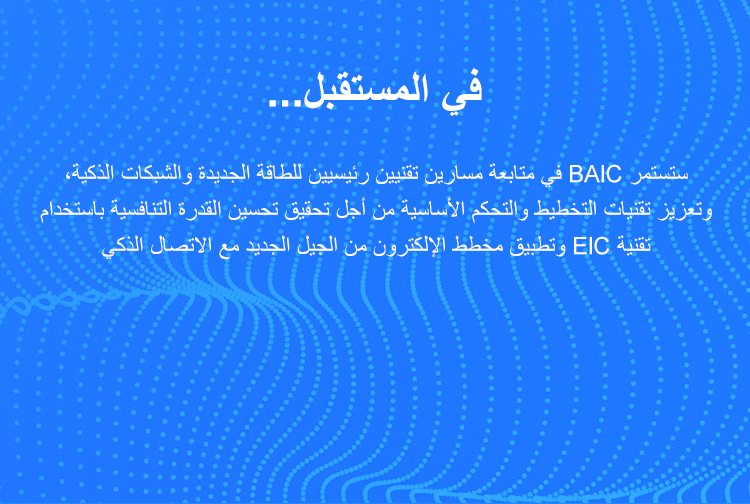 في المستقبل...
ستستمر BAIC في متابعة مسارين تقنيين رئيسيين للطاقة الجديدة والشبكات الذكية،
وتعزيز تقنيات التخطيط والتحكم الأساسية من أجل تحقيق تحسين القدرة التنافسية باستخدام
تقنية EIC وتطبيق مخطط الإلكترون من الجيل الجديد مع الاتصال الذكي